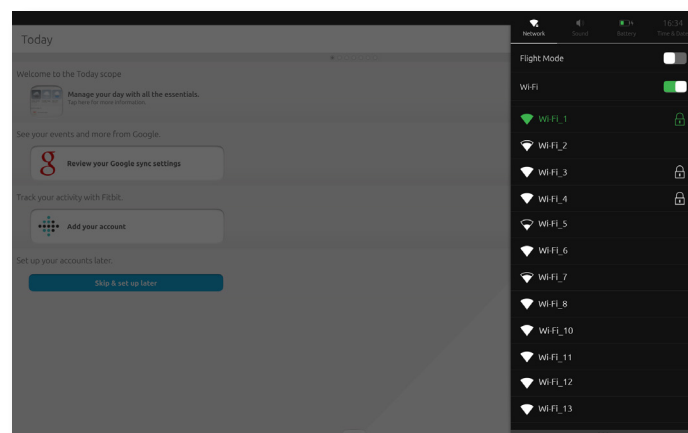 Today
Welcome to the Today scope
Manage your day with all the essentials.
Tap here for more information.
See your events and more from Google.
8
Review your Google sync settings
Track your activity with Fitbit.
Add your account
Set up your accounts later.
Skip & set up later
16:34
Network Sound Battery Time & Date
Flight Mode
Wi-Fi
Wi-Fi_1
Wi-Fi_2
Wi-Fi_3
Wi-Fi_4
Wi-Fi_5
Wi-Fi_6
Wi-Fi_7
Wi-Fi_8
Wi-Fi_10
Wi-Fi_11
Wi-Fi_12
Wi-Fi_13